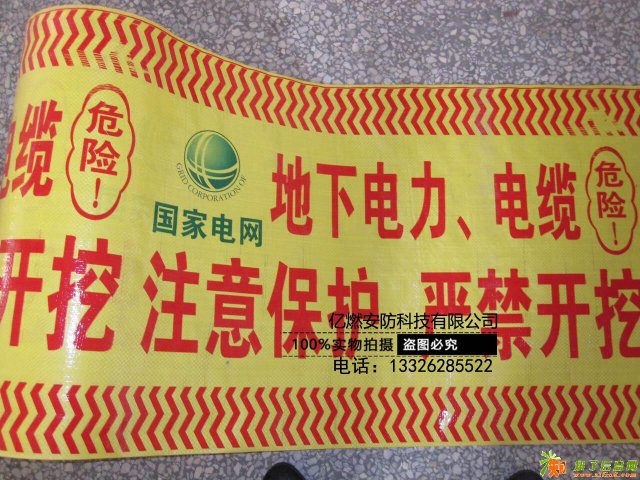 电缆
危险！
GRID CORPORATION OF
国家电网
地下电力、电缆
危险！
开挖 注意保护 严禁开挖
亿燃安防科技有限公司
100%实物拍摄 盗图必究
电话：13326285522